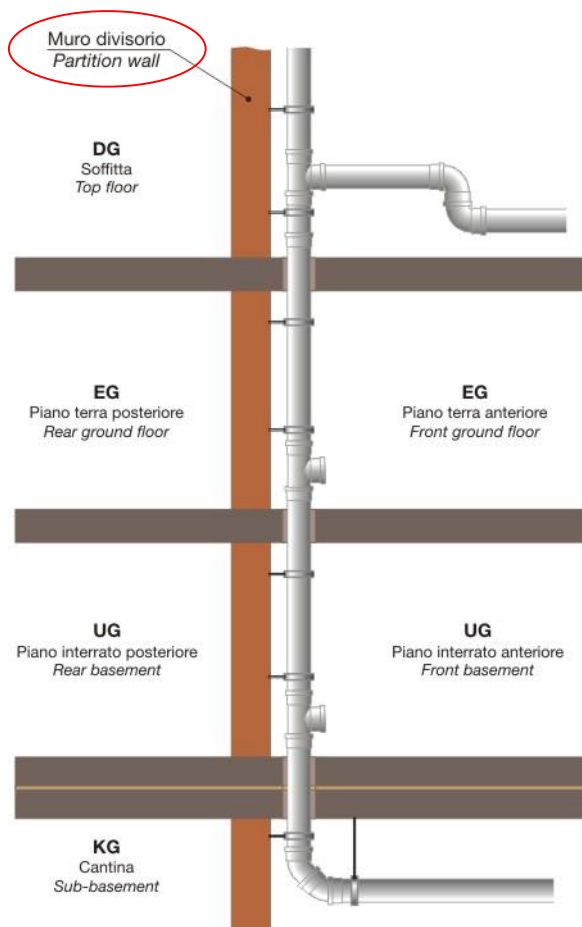 Muro divisorio
Partition wall
DG
Soffitta
Top floor
EG
Piano terra posteriore
Rear ground floor
EG
Piano terra anteriore
Front ground floor
UG
Piano interrato posteriore
Rear basement
UG
Piano interrato anteriore
Front basement
KG
Cantina
Sub-basement